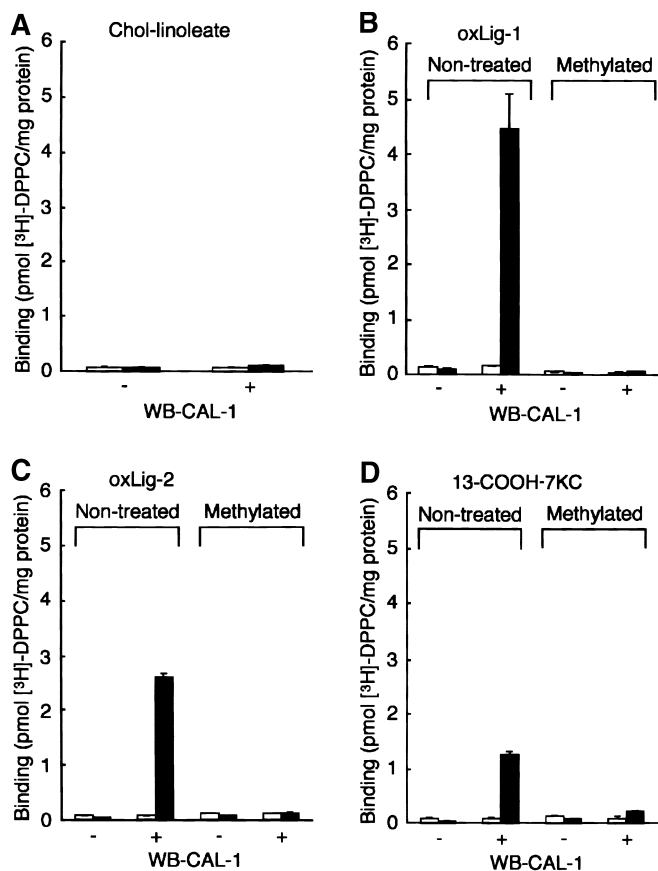 A
Chol-linoleate
Binding (pmol [³H]-DPPC/mg protein)
6
5
4
3
2
1
0
- +
WB-CAL-1
B
oxLig-1
Non-treated Methylated
Binding (pmol [³H]-DPPC/mg protein)
6
5
4
3
2
1
0
- + - +
WB-CAL-1
C
oxLig-2
Non-treated Methylated
Binding (pmol [³H]-DPPC/mg protein)
6
5
4
3
2
1
0
- + - +
WB-CAL-1
D
13-COOH-7KC
Non-treated Methylated
Binding (pmol [³H]-DPPC/mg protein)
6
5
4
3
2
1
0
- + - +
WB-CAL-1